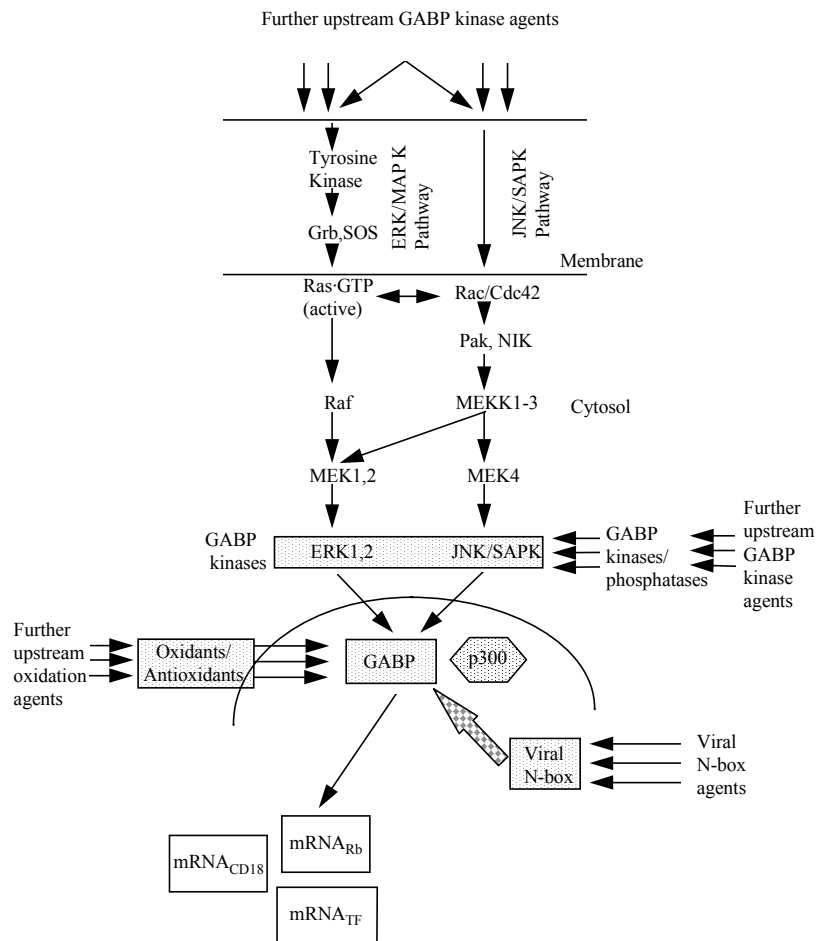 Further upstream GABP kinase agents
Tyrosine
Kinase
ERK/MAP K
Pathway
JNK/SAPK
Pathway
Grb,SOS
Membrane
Ras·GTP
(active)
Rac/Cdc42
Pak, NIK
Raf
MEKK1-3
Cytosol
MEK1,2
MEK4
GABP
kinases
ERK1,2
JNK/SAPK
GABP
kinases/
phosphatases
Further
upstream
GABP
kinase
agents
Further
upstream
oxidation
agents
Oxidants/
Antioxidants
GABP
p300
Viral
N-box
Viral
N-box
agents
mRNARb
mRNACD18
mRNATF